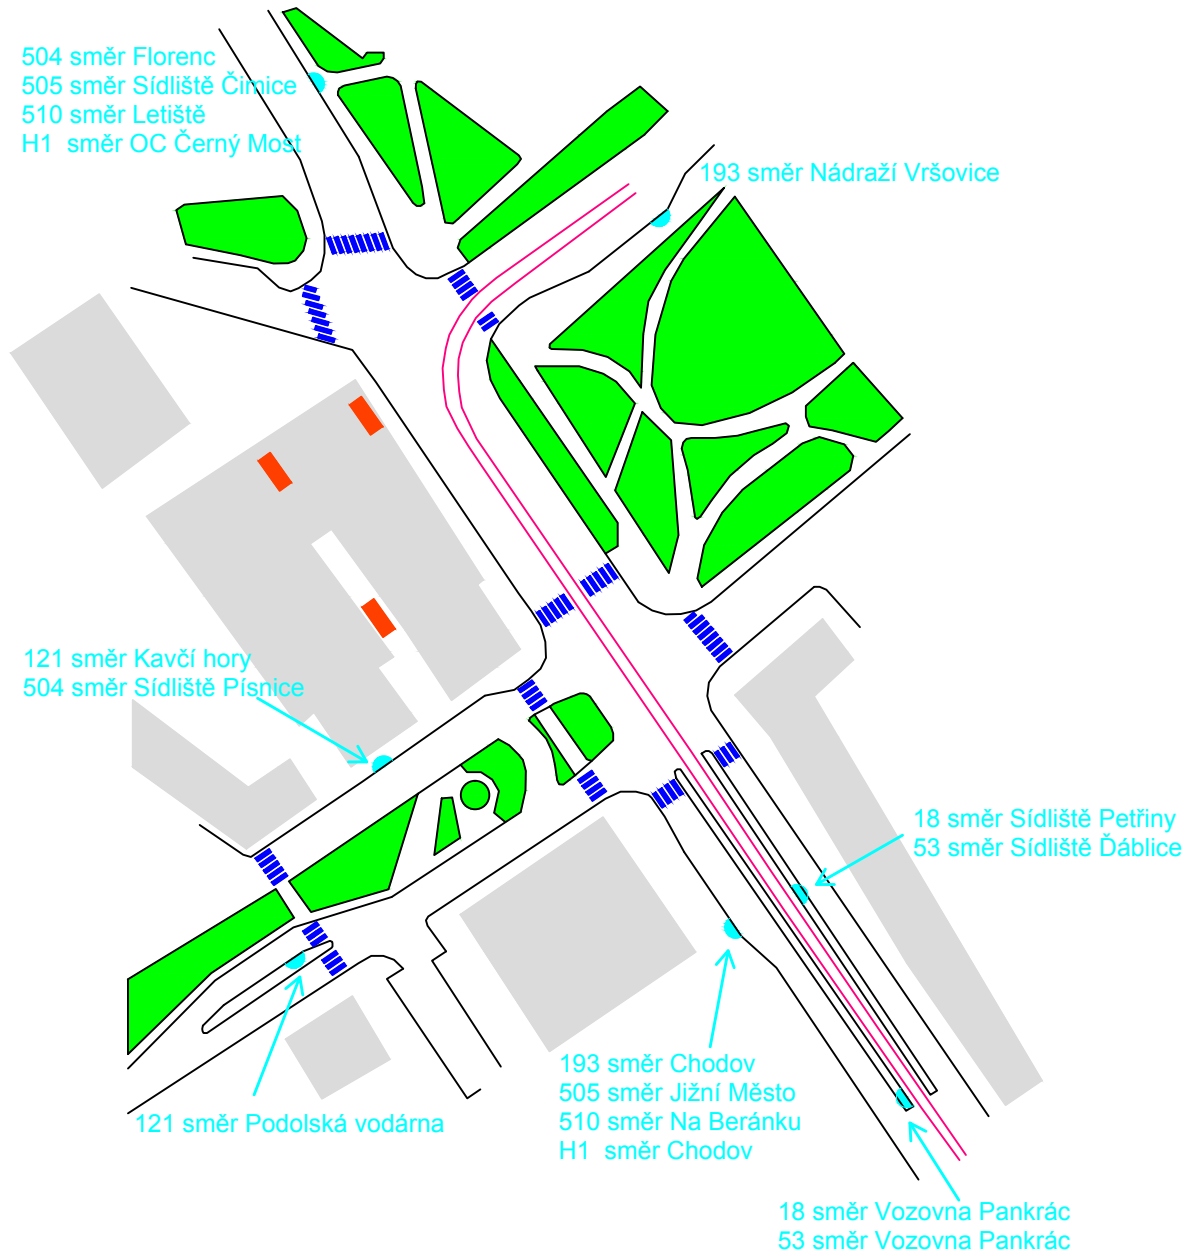 504 směr Florenc
505 směr Sídliště Čimice
510 směr Letiště
H1 směr OC Černý Most
193 směr Nádraží Vršovice
121 směr Kavčí hory
504 směr Sídliště Písnice
18 směr Sídliště Petřiny
53 směr Sídliště Ďáblice
193 směr Chodov
505 směr Jižní Město
510 směr Na Beránku
H1 směr Chodov
121 směr Podolská vodárna
18 směr Vozovna Pankrác
53 směr Vozovna Pankrác